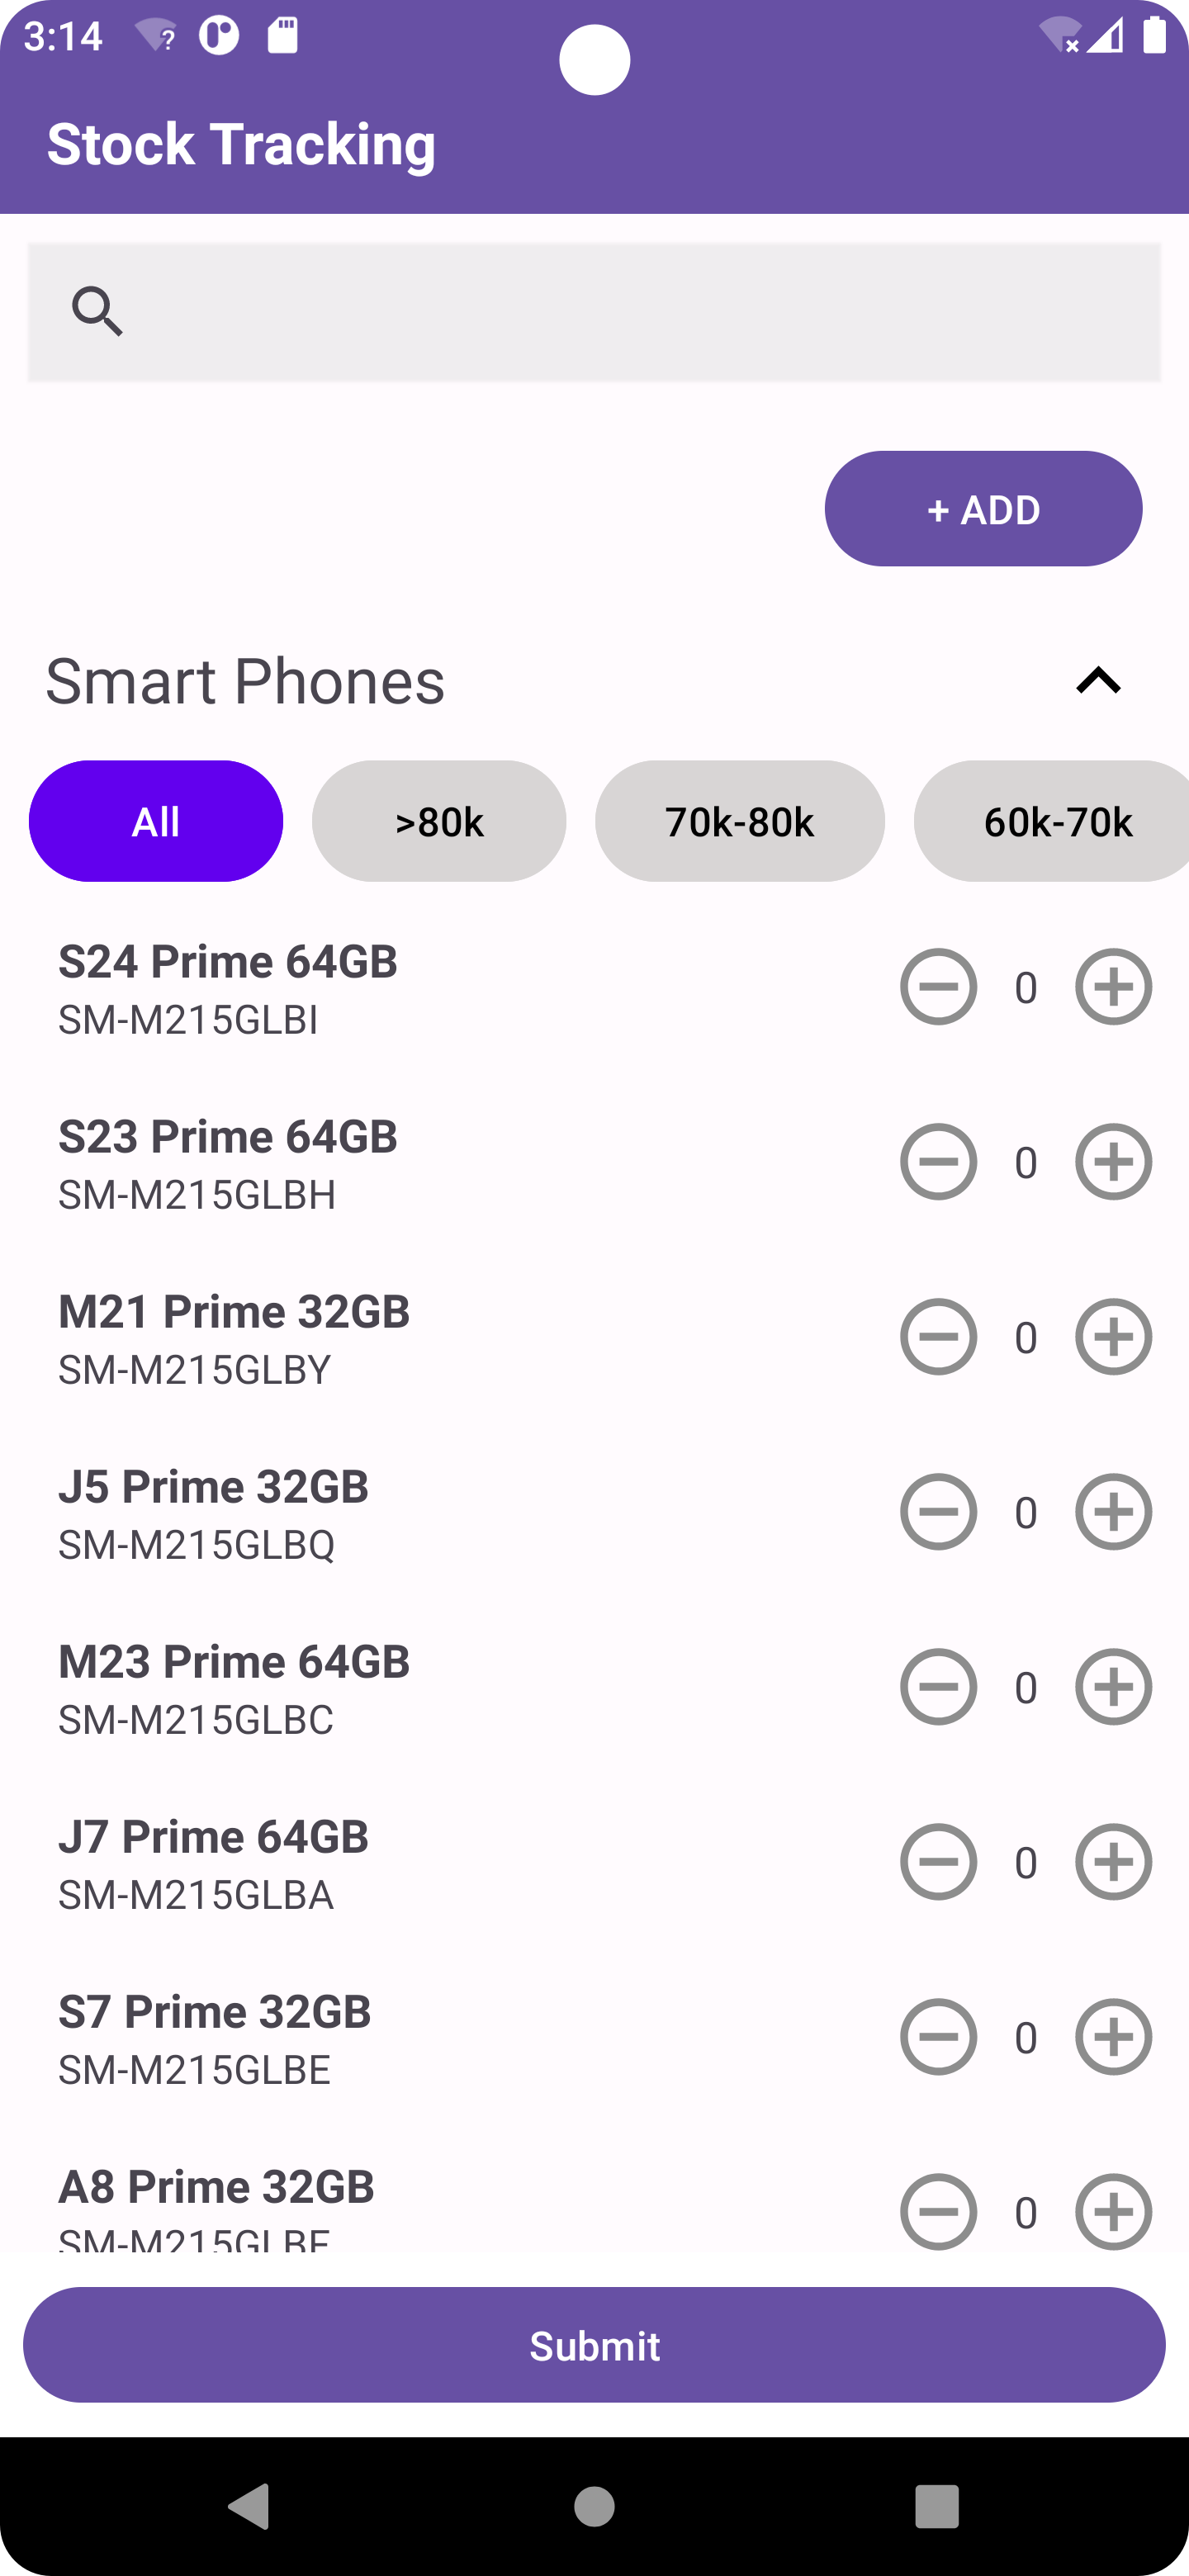 3:14
Stock Tracking
+ ADD
Smart Phones
All
>80k
70k-80k
60k-70k
S24 Prime 64GB
0
SM-M215GLBI
S23 Prime 64GB
0
SM-M215GLBH
M21 Prime 32GB
0
SM-M215GLBY
J5 Prime 32GB
0
SM-M215GLBQ
M23 Prime 64GB
0
SM-M215GLBC
J7 Prime 64GB
0
SM-M215GLBA
S7 Prime 32GB
0
SM-M215GLBE
A8 Prime 32GB
0
Submit